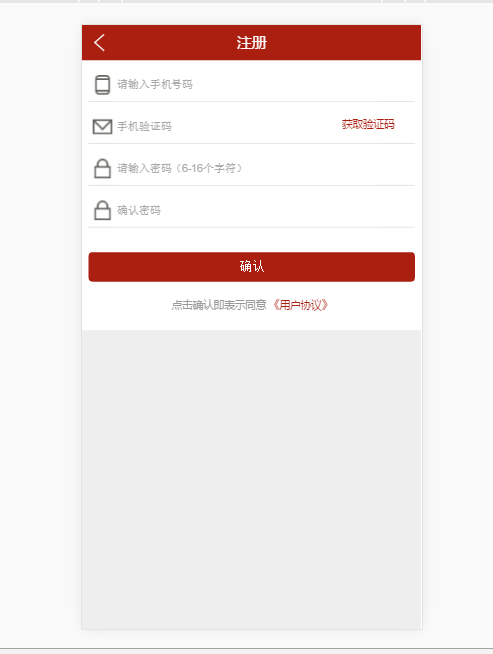 注册
请输入手机号码
手机验证码 获取验证码
请输入密码（6-16个字符）
确认密码
确认
点击确认即表示同意《用户协议》